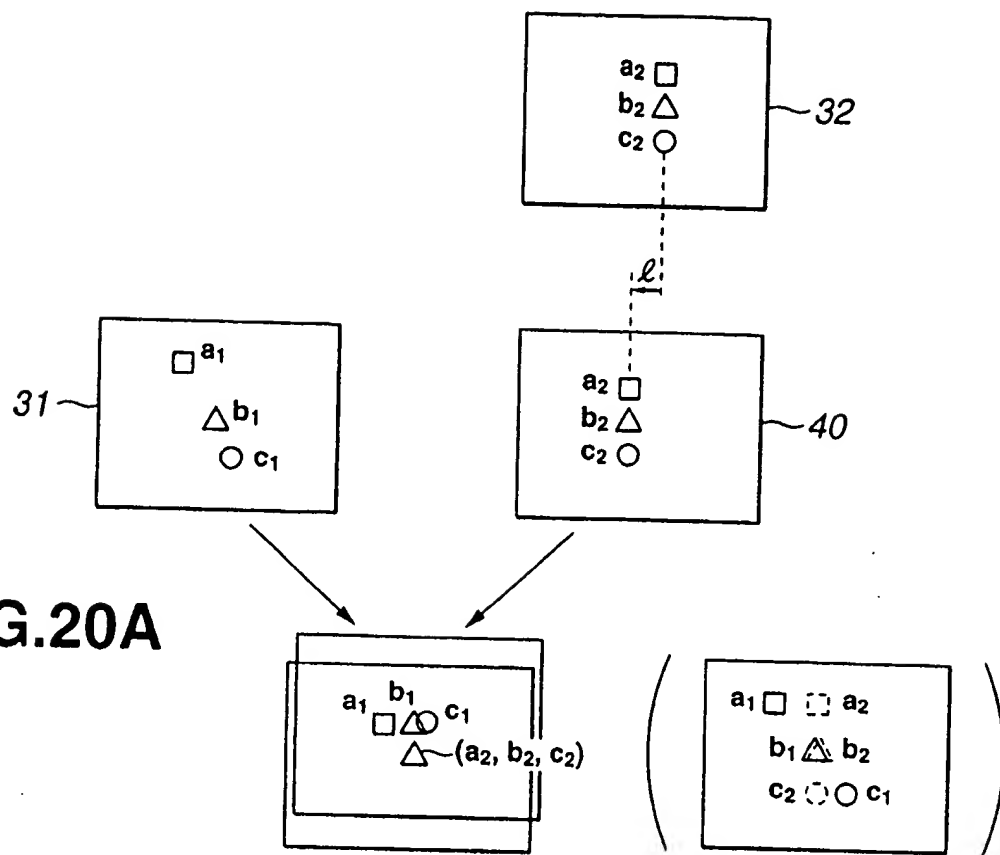 a2
b2
c2
32
ℓ
a1
b1
c1
31
a2
b2
c2
40
G.20A
a1 b1 c1
(a2, b2, c2)
a1 a2
b1 b2
c2 c1